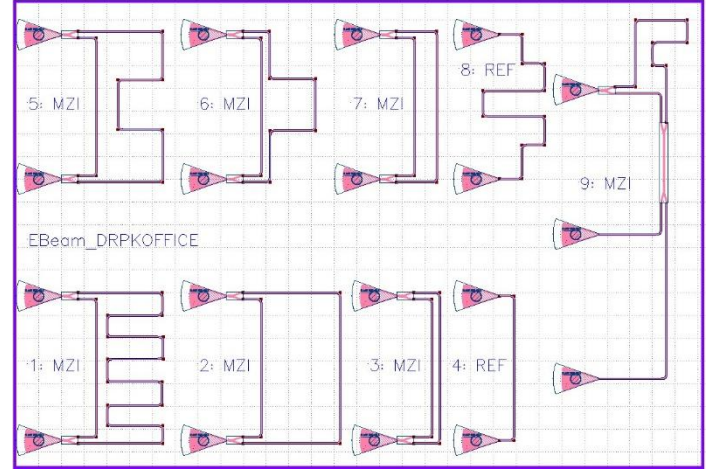 8: REF
5: MZI
6: MZI
7: MZI
9: MZI
EBeam_DRPKOFFICE
1: MZI
2: MZI
3: MZI
4: REF